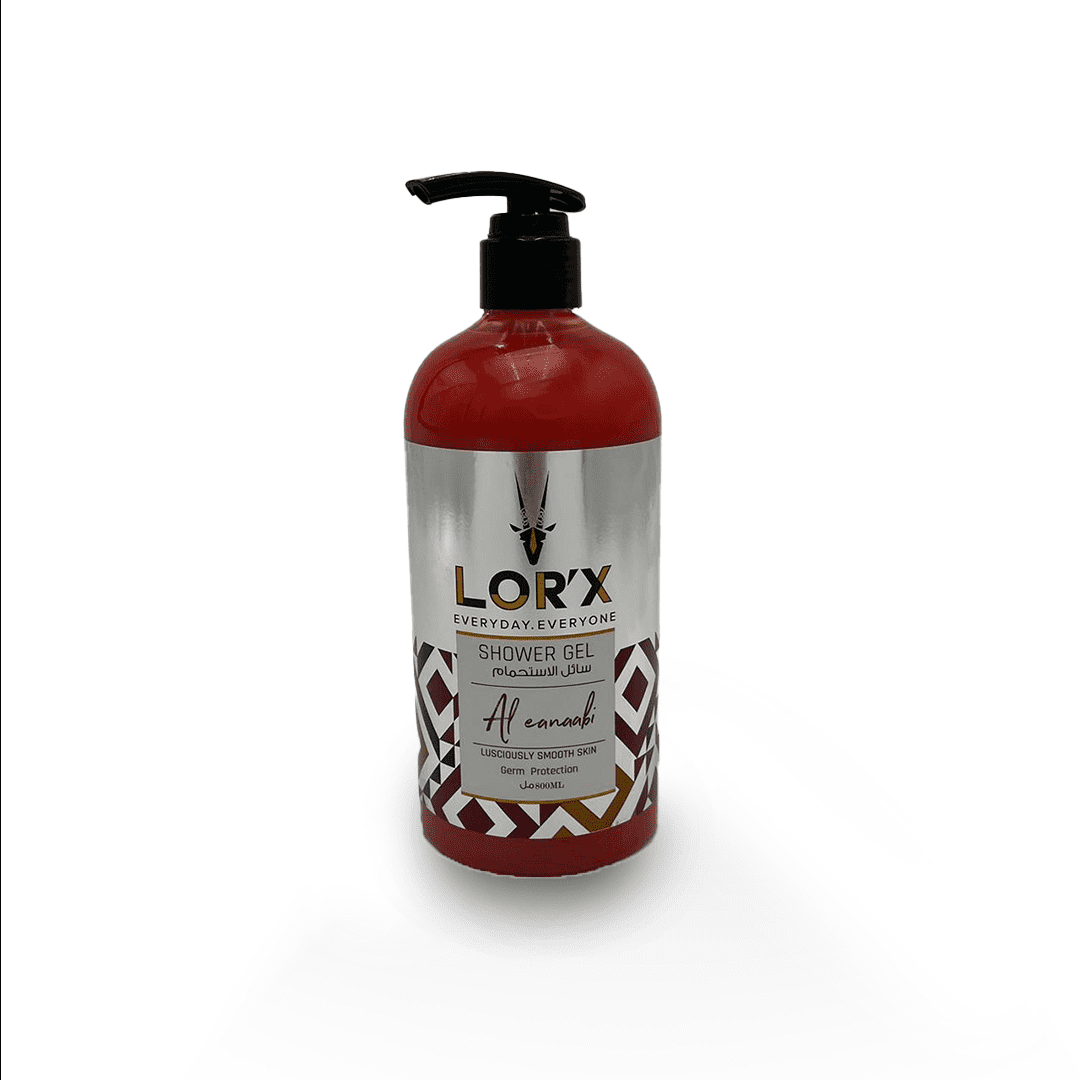 LOR'X
EVERYDAY.EVERYONE
SHOWER GEL
سائل الاستحمام
Al eanaabi
LUSCIOUSLY SMOOTH SKIN
Germ Protection
800ML مل